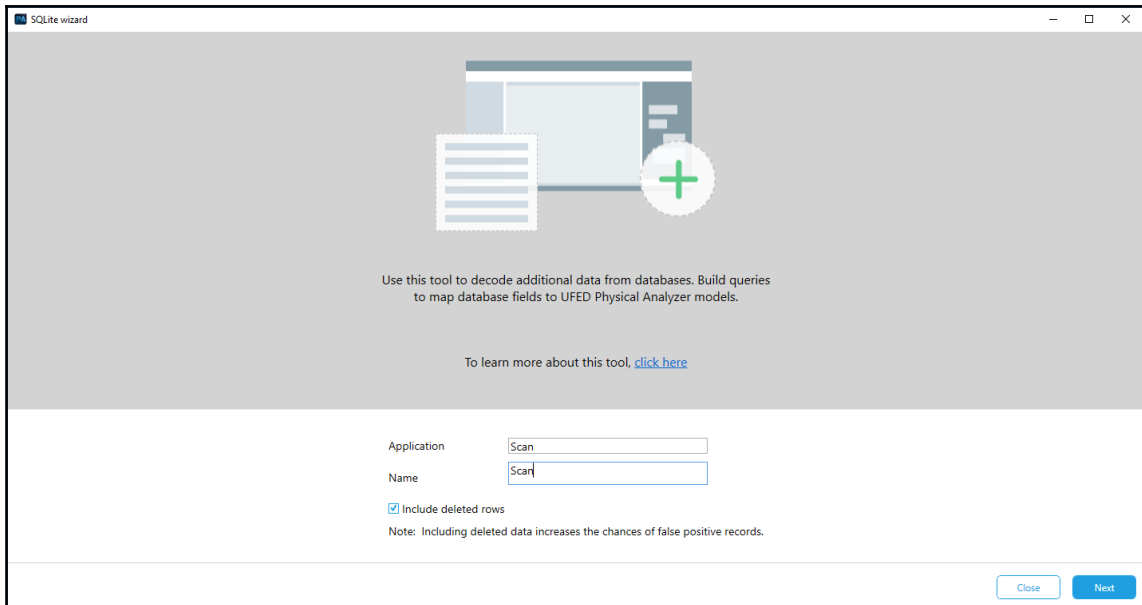 PA SQLite wizard
Use this tool to decode additional data from databases. Build queries
to map database fields to UFED Physical Analyzer models.
To learn more about this tool, click here
Application Scan
Name Scan
Include deleted rows
Note: Including deleted data increases the chances of false positive records.
Close Next